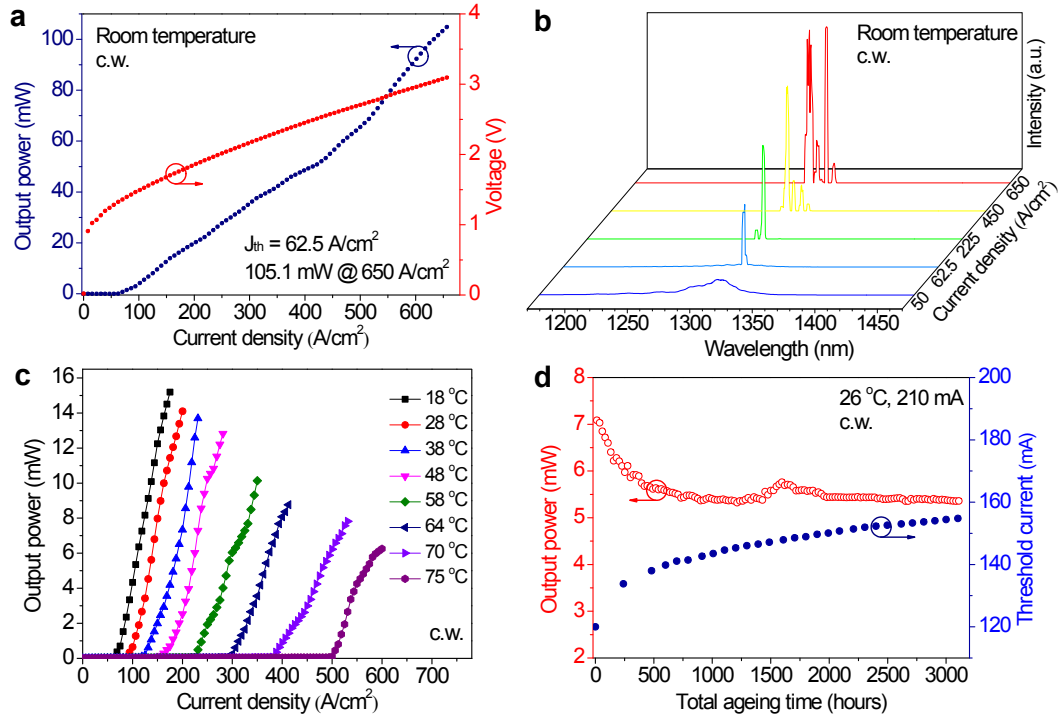 a
Room temperature
c.w.
J_th = 62.5 A/cm²
105.1 mW @ 650 A/cm²
Output power (mW)
0
20
40
60
80
100
Voltage (V)
0
1
2
3
4
0 100 200 300 400 500 600
Current density (A/cm²)
b
Room temperature
c.w.
Intensity (a.u.)
50 62.5 225 450 650
Current density (A/cm²)
1200 1250 1300 1350 1400 1450
Wavelength (nm)
c
18 °C
28 °C
38 °C
48 °C
58 °C
64 °C
70 °C
75 °C
c.w.
Output power (mW)
16
14
12
10
8
6
4
2
0
0 100 200 300 400 500 600 700
Current density (A/cm²)
d
26 °C, 210 mA
c.w.
Output power (mW)
8
7
6
5
4
3
2
Threshold current (mA)
200
180
160
140
120
0 500 1000 1500 2000 2500 3000
Total ageing time (hours)